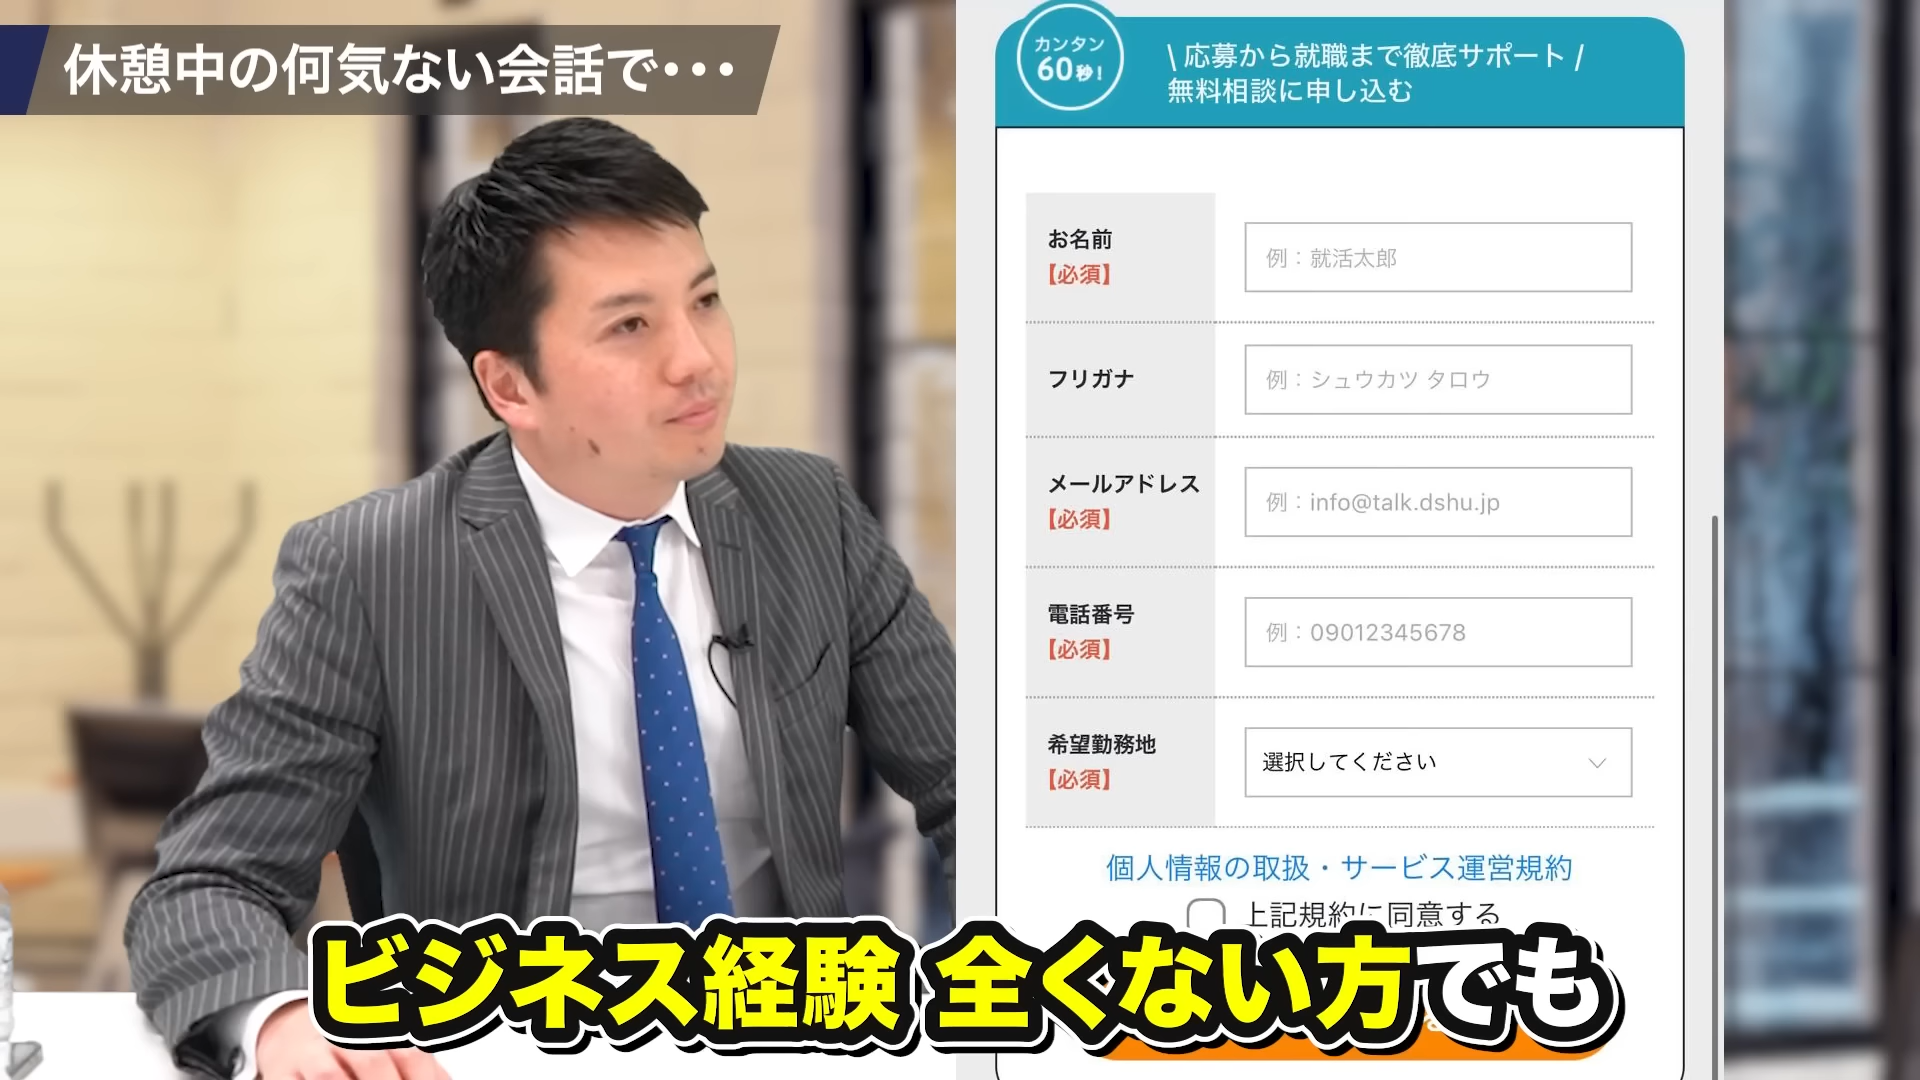 休憩中の何気ない会話で・・・
カンタン
60秒!
\ 応募から就職まで徹底サポート /
無料相談に申し込む
お名前
【必須】
例：就活太郎
フリガナ
例：シュウカツ タロウ
メールアドレス
【必須】
例：info@talk.dshu.jp
電話番号
【必須】
例：09012345678
希望勤務地
【必須】
選択してください
個人情報の取扱・サービス運営規約
上記規約に同意する
ビジネス経験 全くない方でも